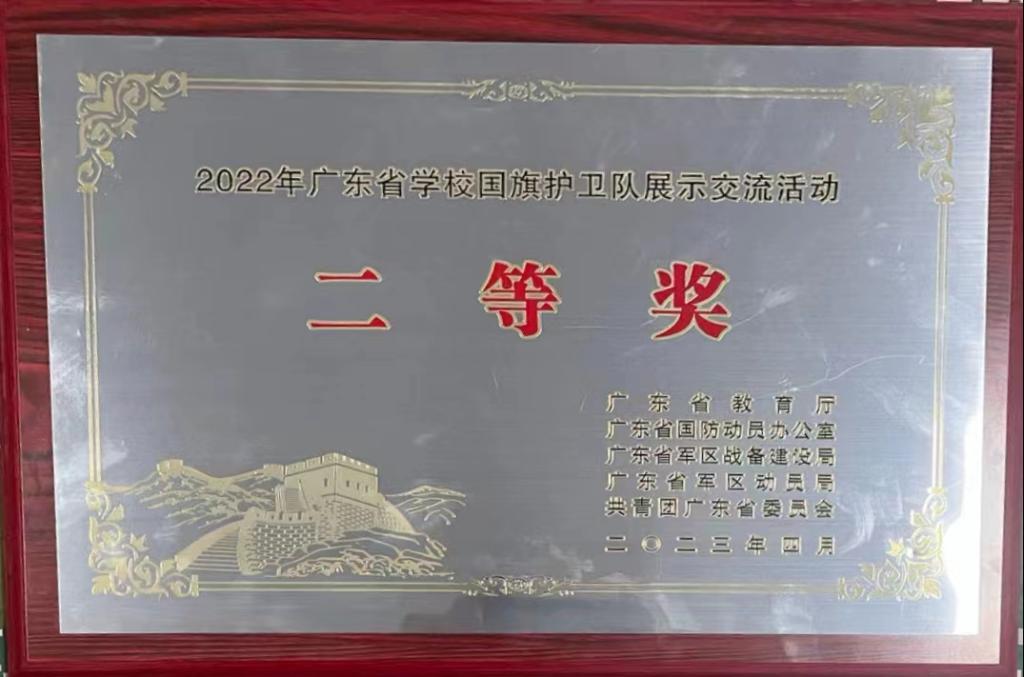 2022年广东省学校国旗护卫队展示交流活动
二等奖
广东省教育厅
广东省国防动员办公室
广东省军区战备建设局
广东省军区动员局
共青团广东省委员会
二〇二三年四月